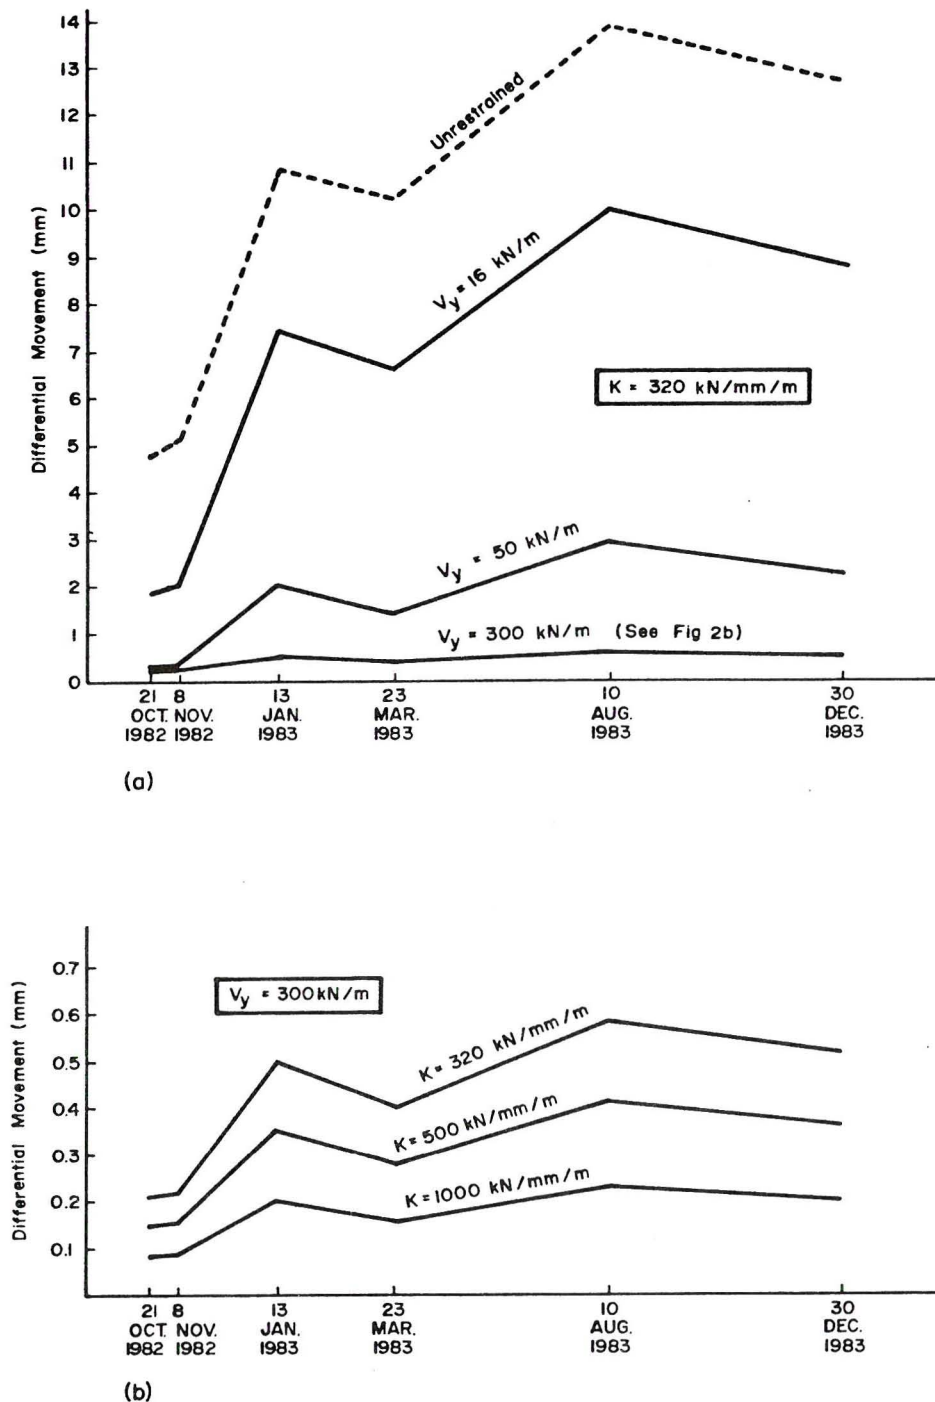 14
13
12
11
10
9
8
7
6
5
4
3
2
1
0
Differential Movement (mm)
Unrestrained
Vy = 16 kN/m
K = 320 kN/mm/m
Vy = 50 kN/m
Vy = 300 kN/m (See Fig 2b)
21 8 13 23 10 30
OCT. NOV. JAN. MAR. AUG. DEC.
1982 1982 1983 1983 1983 1983
(a)
0.7
0.6
0.5
0.4
0.3
0.2
0.1
Differential Movement (mm)
Vy = 300 kN/m
K = 320 kN/mm/m
K = 500 kN/mm/m
K = 1000 kN/mm/m
21 8 13 23 10 30
OCT. NOV. JAN. MAR. AUG. DEC.
1982 1982 1983 1983 1983 1983
(b)